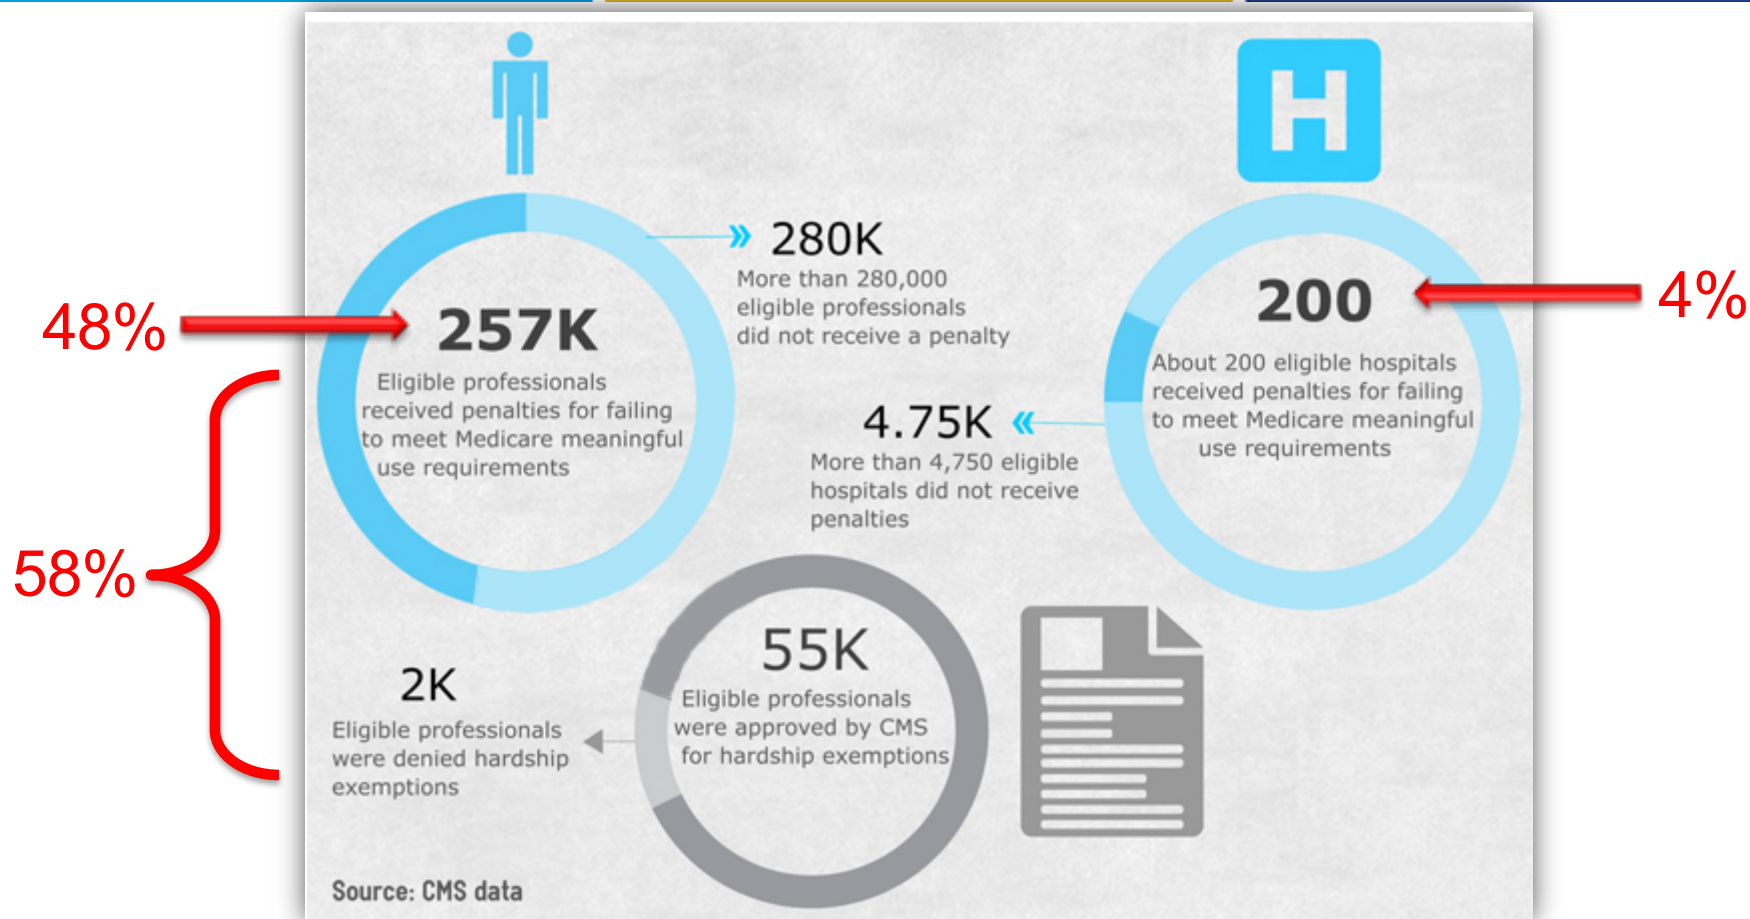 H
280K
More than 280,000
eligible professionals
did not receive a penalty
48%
257K
Eligible professionals
received penalties for failing
to meet Medicare meaningful
use requirements
200
4%
About 200 eligible hospitals
received penalties for failing
to meet Medicare meaningful
use requirements
4.75K
More than 4,750 eligible
hospitals did not receive
penalties
58%
55K
Eligible professionals
were approved by CMS
for hardship exemptions
2K
Eligible professionals
were denied hardship
exemptions
Source: CMS data